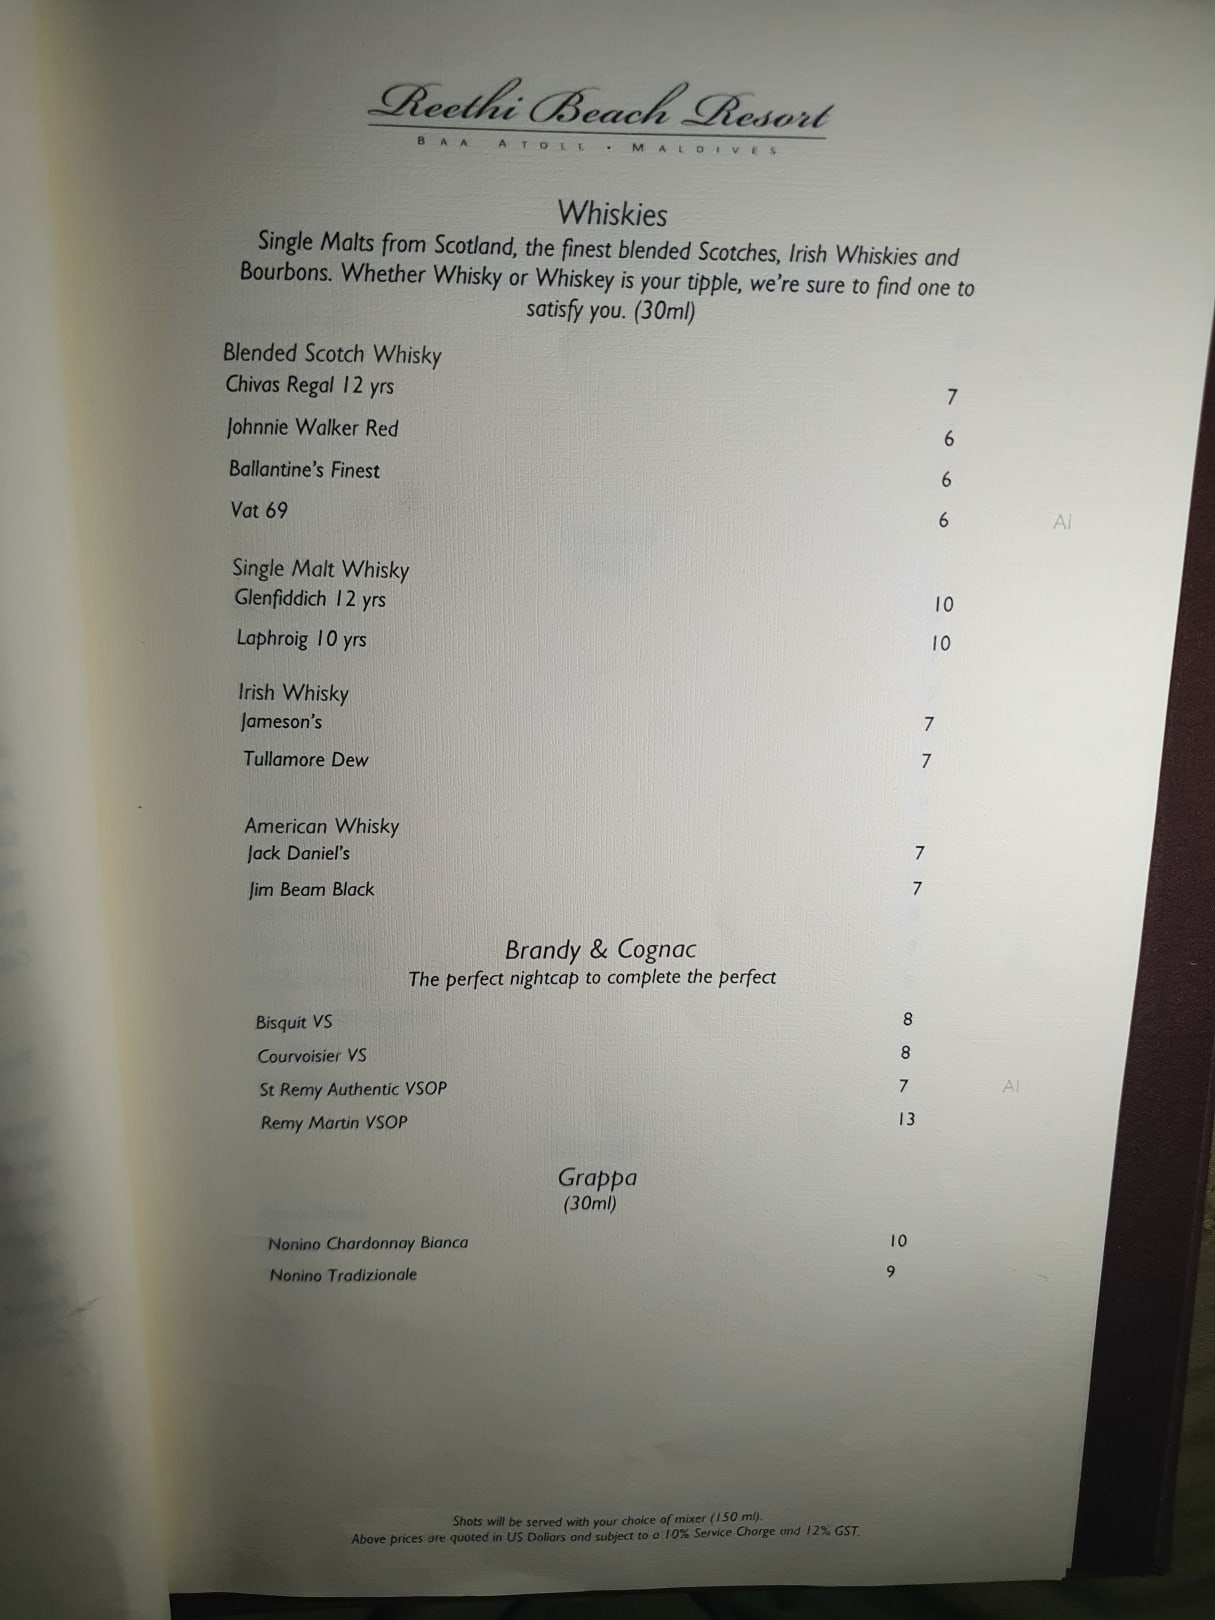 Reethi Beach Resort
BAA ATOLL • MALDIVES
Whiskies
Single Malts from Scotland, the finest blended Scotches, Irish Whiskies and
Bourbons. Whether Whisky or Whiskey is your tipple, we're sure to find one to
satisfy you. (30ml)
Blended Scotch Whisky
Chivas Regal 12 yrs 7
Johnnie Walker Red 6
Ballantine's Finest 6
Vat 69 6 AI
Single Malt Whisky
Glenfiddich 12 yrs 10
Laphroig 10 yrs 10
Irish Whisky
Jameson's 7
Tullamore Dew 7
American Whisky
Jack Daniel's 7
Jim Beam Black 7
Brandy & Cognac
The perfect nightcap to complete the perfect
Bisquit VS 8
Courvoisier VS 8
St Remy Authentic VSOP 7 AI
Remy Martin VSOP 13
Grappa
(30ml)
Nonino Chardonnay Bianca 10
Nonino Tradizionale 9
Shots will be served with your choice of mixer (150 ml).
Above prices are quoted in US Dollars and subject to a 10% Service Charge and 12% GST.